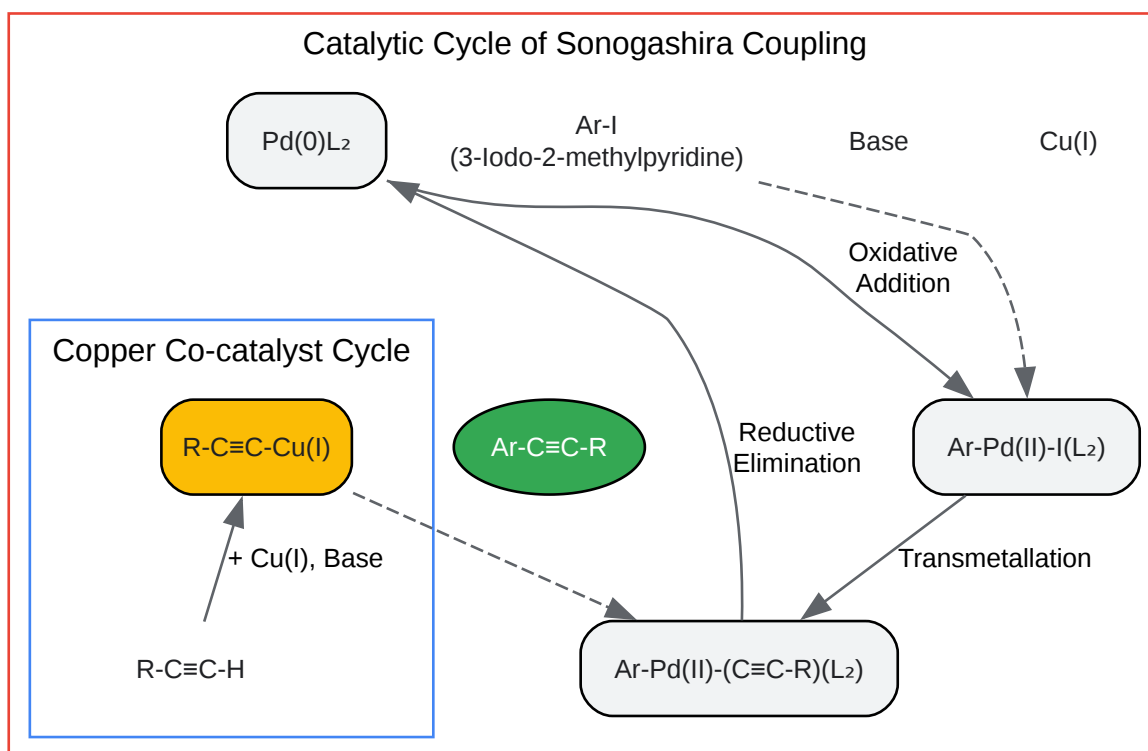 Catalytic Cycle of Sonogashira Coupling
Pd(0)L₂
Ar-I
(3-Iodo-2-methylpyridine)
Base
Cu(I)
Oxidative
Addition
Copper Co-catalyst Cycle
R-C≡C-Cu(I)
Ar-C≡C-R
Reductive
Elimination
Ar-Pd(II)-I(L₂)
+ Cu(I), Base
Transmetallation
R-C≡C-H
Ar-Pd(II)-(C≡C-R)(L₂)